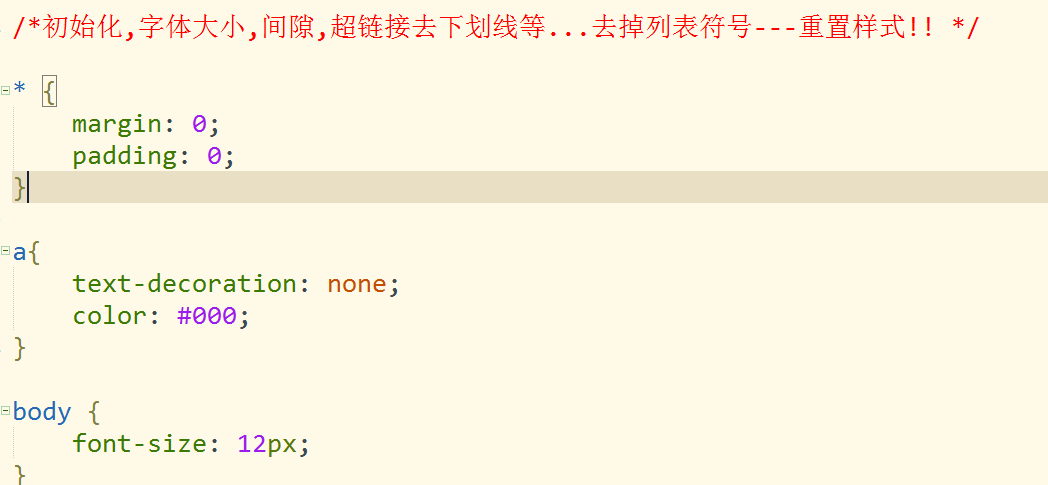 /*初始化,字体大小,间隙,超链接去下划线等...去掉列表符号---重置样式!! */
* {
margin: 0;
padding: 0;
}
a{
text-decoration: none;
color: #000;
}
body {
font-size: 12px;
}